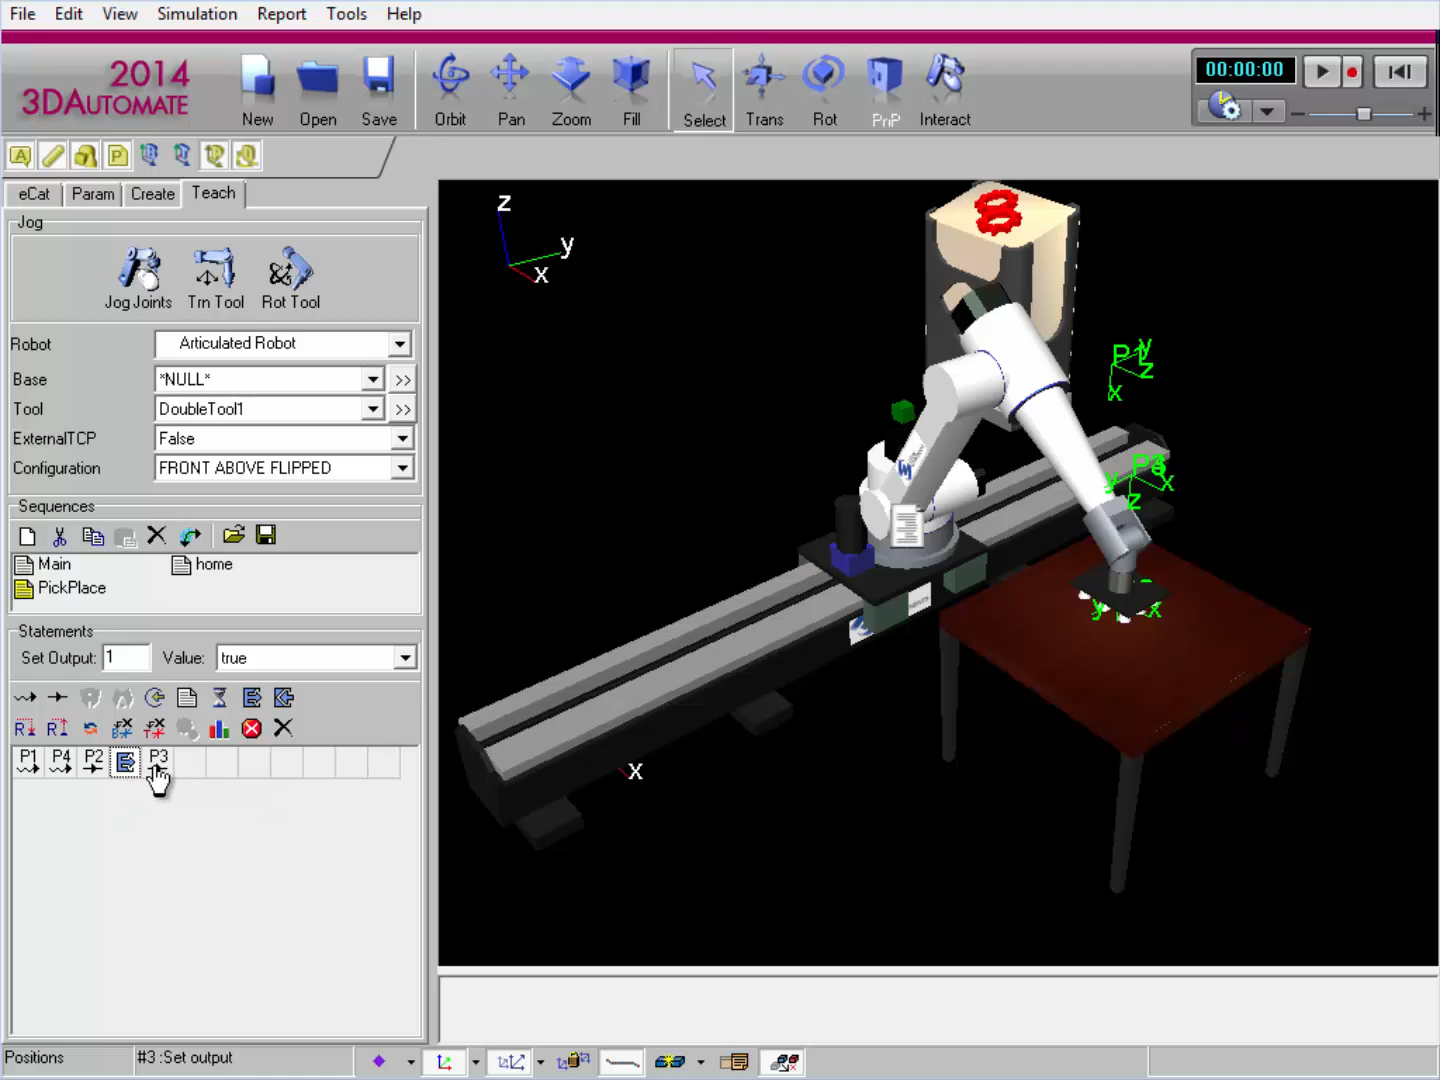 File Edit View Simulation Report Tools Help
2014
3DAUTOMATE
New Open Save Orbit Pan Zoom Fill Select Trans Rot PnP Interact
00:00:00
eCat Param Create Teach
Jog
Jog Joints Trn Tool Rot Tool
Robot Articulated Robot
Base *NULL* >>
Tool DoubleTool1 >>
ExternalTCP False
Configuration FRONT ABOVE FLIPPED
Sequences
Main home
PickPlace
Statements
Set Output: 1 Value: true
P1 P4 P2 P3
z
y
x
P1 y
z
x
y x
z
y x
x
Positions #3 :Set output